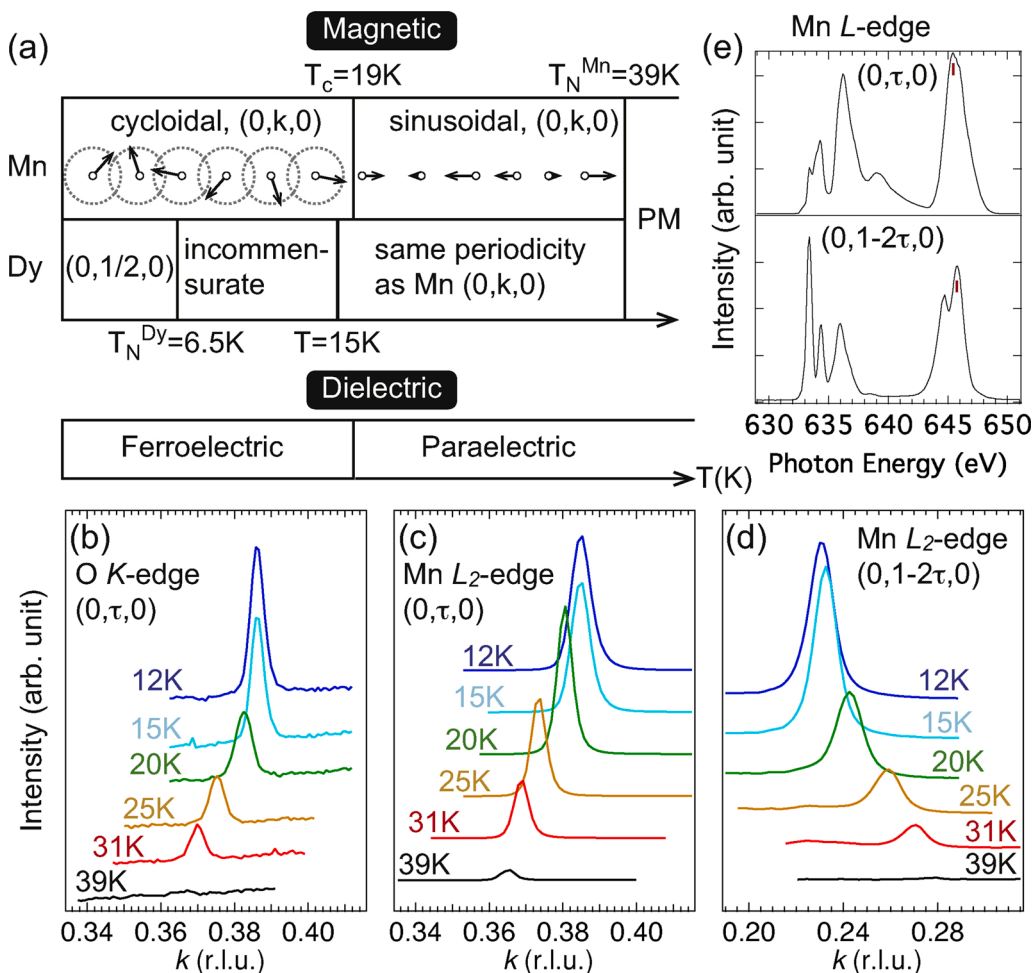 (a)
Magnetic
T_c=19K
T_N^Mn=39K
cycloidal, (0,k,0)
sinusoidal, (0,k,0)
Mn
PM
Dy
(0,1/2,0)
incommen-
surate
same periodicity
as Mn (0,k,0)
T_N^Dy=6.5K
T=15K
Dielectric
Ferroelectric
Paraelectric
T(K)
(e)
Mn L-edge
(0,τ,0)
(0,1-2τ,0)
Intensity (arb. unit)
630 635 640 645 650
Photon Energy (eV)
(b)
O K-edge
(0,τ,0)
12K
15K
20K
25K
31K
39K
Intensity (arb. unit)
0.34 0.36 0.38 0.40
k (r.l.u.)
(c)
Mn L2-edge
(0,τ,0)
12K
15K
20K
25K
31K
39K
0.34 0.36 0.38 0.40
k (r.l.u.)
(d)
Mn L2-edge
(0,1-2τ,0)
12K
15K
20K
25K
31K
39K
0.20 0.24 0.28
k (r.l.u.)